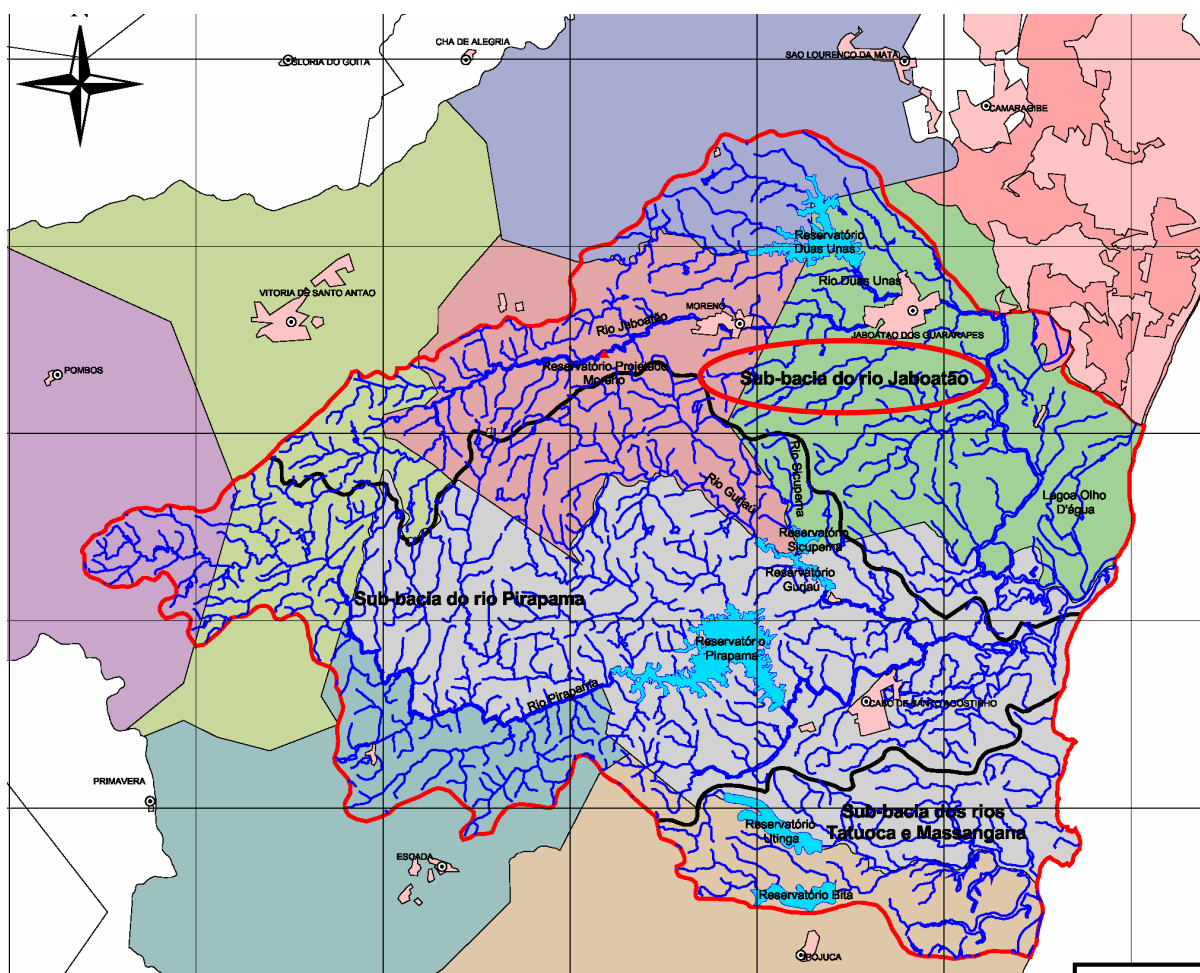 N
CHA DE ALEGRIA
GLORIA DO GOITA
SAO LOURENCO DA MATA
CAMARAGIBE
Reservatório
Duas Unas
Rio Duas Unas
VITORIA DE SANTO ANTAO
MORENO
Rio Jaboatão
JABOATAO DOS GUARARAPES
Reservatório Projetado
Moreno
POMBOS
Sub-bacia do rio Jaboatão
Rio Sicupema
Rio Gurjaú
Lagoa Olho
D'água
Reservatório
Sicupema
Reservatório
Gurjaú
Sub-bacia do rio Pirapama
Reservatório
Pirapama
Rio Pirapama
CABO DE SANTO AGOSTINHO
PRIMAVERA
Sub-bacia dos rios
Tatuoca e Massangana
Reservatório
Utinga
ESCADA
Reservatório Bita
IPOJUCA